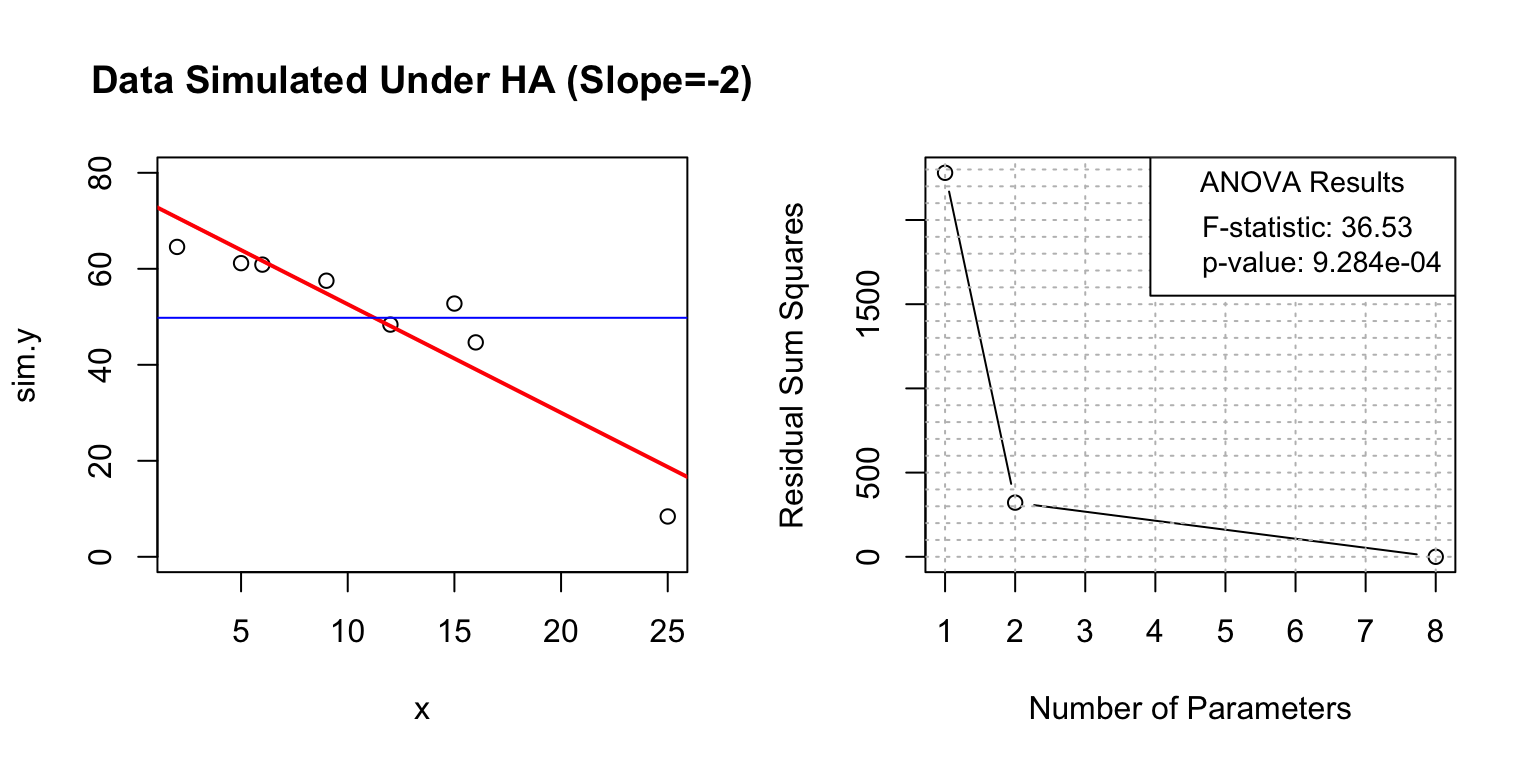 Data Simulated Under HA (Slope=-2)
sim.y
80
60
40
20
0
5 10 15 20 25
x
Residual Sum Squares
1500
500
0
ANOVA Results
F-statistic: 36.53
p-value: 9.284e-04
1 2 3 4 5 6 7 8
Number of Parameters